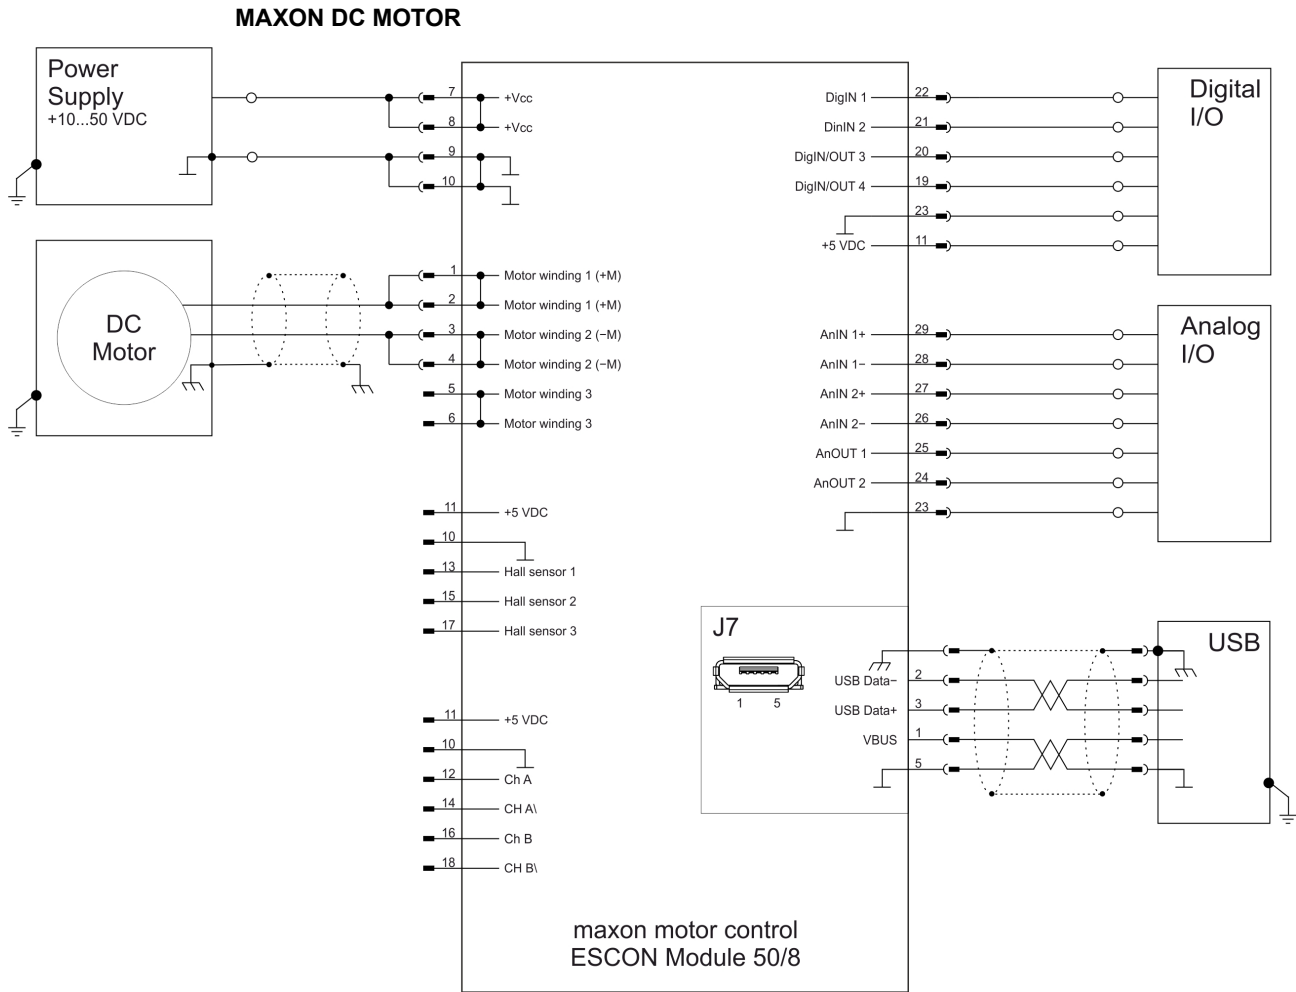 MAXON DC MOTOR
Power
Supply
+10...50 VDC
7 +Vcc
8 +Vcc
9
10
DC
Motor
1 Motor winding 1 (+M)
2 Motor winding 1 (+M)
3 Motor winding 2 (−M)
4 Motor winding 2 (−M)
5 Motor winding 3
6 Motor winding 3
11 +5 VDC
10
13 Hall sensor 1
15 Hall sensor 2
17 Hall sensor 3
11 +5 VDC
10
12 Ch A
14 CH A\
16 Ch B
18 CH B\
DigIN 1 22
DinIN 2 21
DigIN/OUT 3 20
DigIN/OUT 4 19
23
+5 VDC 11
Digital
I/O
AnIN 1+ 29
AnIN 1− 28
AnIN 2+ 27
AnIN 2− 26
AnOUT 1 25
AnOUT 2 24
23
Analog
I/O
J7
1 5
USB Data− 2
USB Data+ 3
VBUS 1
5
USB
maxon motor control
ESCON Module 50/8